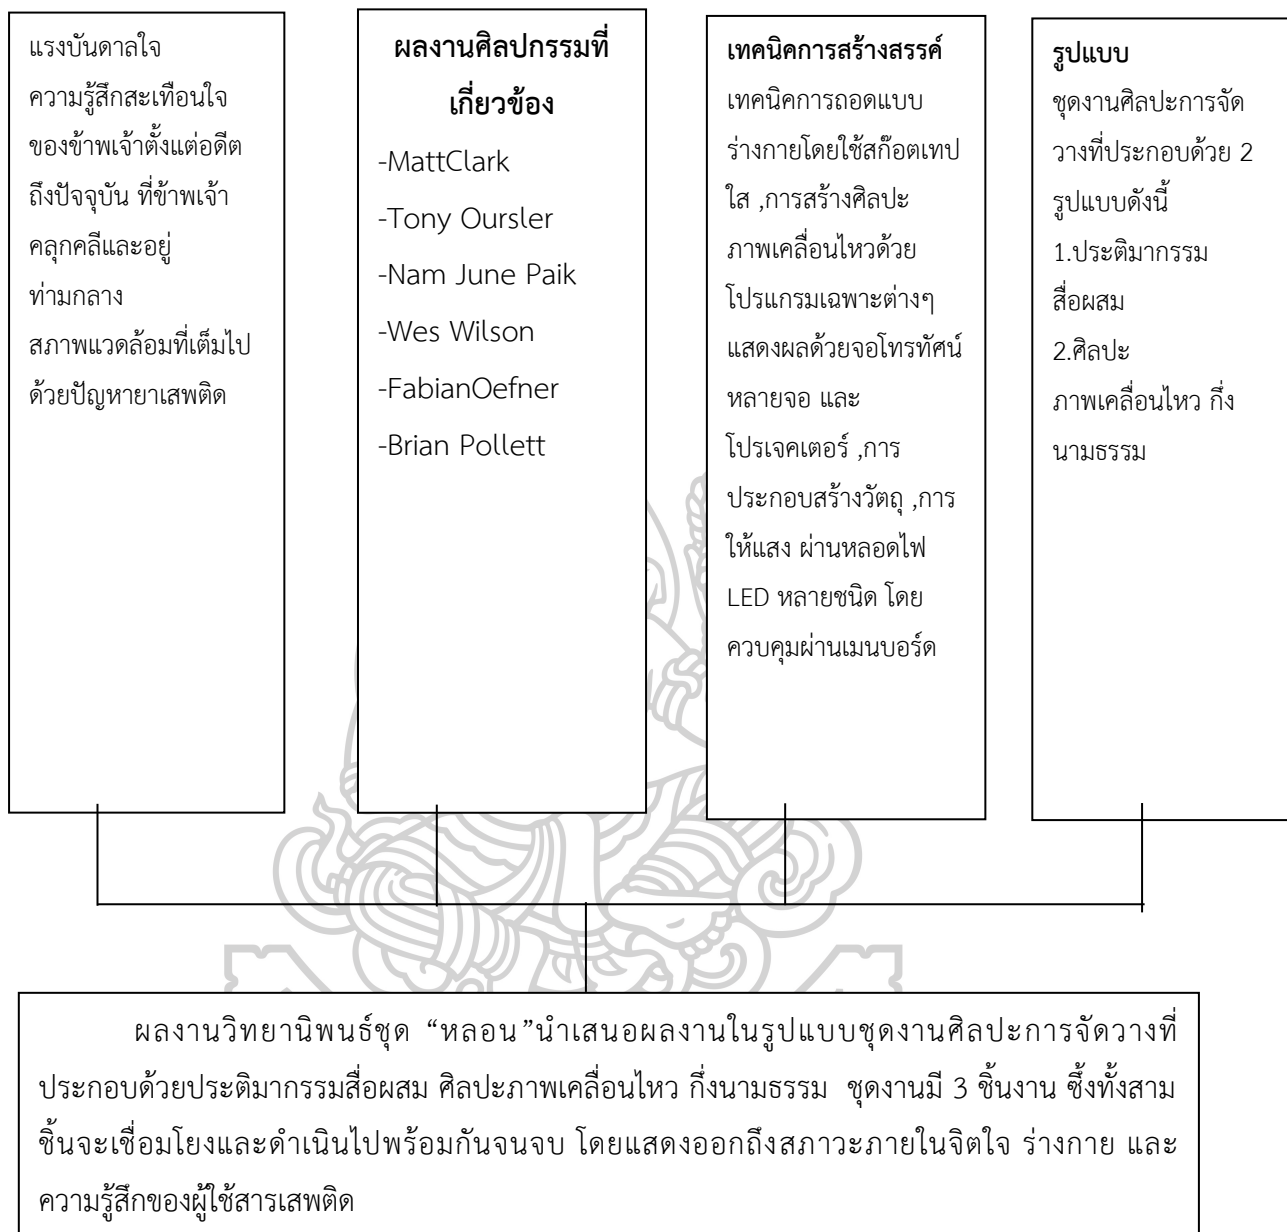 แรงบันดาลใจ
ความรู้สึกสะเทือนใจ
ของข้าพเจ้าตั้งแต่อดีต
ถึงปัจจุบัน ที่ข้าพเจ้า
คลุกคลีและอยู่
ท่ามกลาง
สภาพแวดล้อมที่เต็มไป
ด้วยปัญหายาเสพติด
ผลงานศิลปกรรมที่
เกี่ยวข้อง
-MattClark
-Tony Oursler
-Nam June Paik
-Wes Wilson
-FabianOefner
-Brian Pollett
เทคนิคการสร้างสรรค์
เทคนิคการถอดแบบ
ร่างกายโดยใช้สก๊อตเทป
ใส ,การสร้างศิลปะ
ภาพเคลื่อนไหวด้วย
โปรแกรมเฉพาะต่างๆ
แสดงผลด้วยจอโทรทัศน์
หลายจอ และ
โปรเจคเตอร์ ,การ
ประกอบสร้างวัตถุ ,การ
ให้แสง ผ่านหลอดไฟ
LED หลายชนิด โดย
ควบคุมผ่านเมนบอร์ด
รูปแบบ
ชุดงานศิลปะการจัด
วางที่ประกอบด้วย 2
รูปแบบดังนี้
1.ประติมากรรม
สื่อผสม
2.ศิลปะ
ภาพเคลื่อนไหว กึ่ง
นามธรรม
ผลงานวิทยานิพนธ์ชุด “หลอน”นำเสนอผลงานในรูปแบบชุดงานศิลปะการจัดวางที่
ประกอบด้วยประติมากรรมสื่อผสม ศิลปะภาพเคลื่อนไหว กึ่งนามธรรม ชุดงานมี 3 ชิ้นงาน ซึ้งทั้งสาม
ชิ้นจะเชื่อมโยงและดำเนินไปพร้อมกันจนจบ โดยแสดงออกถึงสภาวะภายในจิตใจ ร่างกาย และ
ความรู้สึกของผู้ใช้สารเสพติด